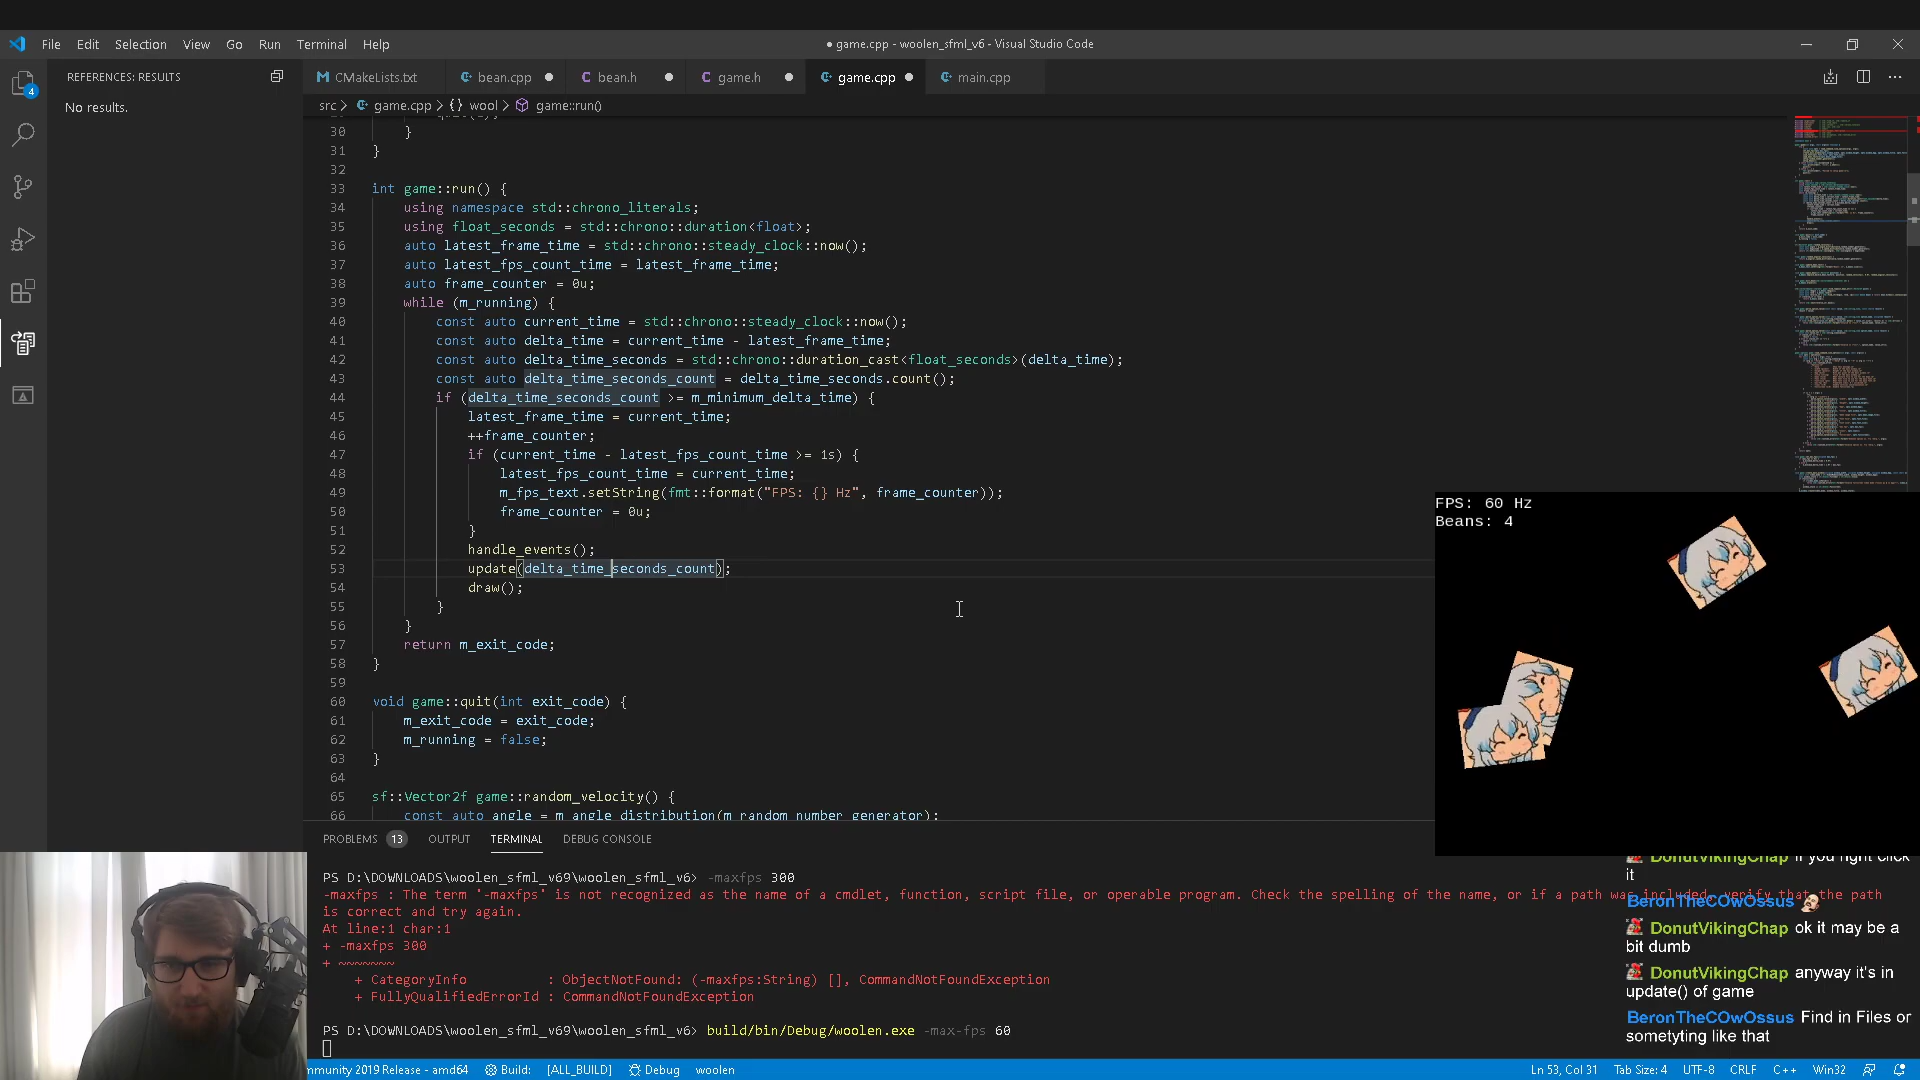 File Edit Selection View Go Run Terminal Help
● game.cpp - woolen_sfml_v6 - Visual Studio Code
REFERENCES: RESULTS
No results.
4
CMakeLists.txt bean.cpp ● bean.h ● game.h ● game.cpp ● main.cpp
src > game.cpp > {} wool > game::run()
30 }
31 }
32
33 int game::run() {
34 using namespace std::chrono_literals;
35 using float_seconds = std::chrono::duration<float>;
36 auto latest_frame_time = std::chrono::steady_clock::now();
37 auto latest_fps_count_time = latest_frame_time;
38 auto frame_counter = 0u;
39 while (m_running) {
40 const auto current_time = std::chrono::steady_clock::now();
41 const auto delta_time = current_time - latest_frame_time;
42 const auto delta_time_seconds = std::chrono::duration_cast<float_seconds>(delta_time);
43 const auto delta_time_seconds_count = delta_time_seconds.count();
44 if (delta_time_seconds_count >= m_minimum_delta_time) {
45 latest_frame_time = current_time;
46 ++frame_counter;
47 if (current_time - latest_fps_count_time >= 1s) {
48 latest_fps_count_time = current_time;
49 m_fps_text.setString(fmt::format("FPS: {} Hz", frame_counter));
50 frame_counter = 0u;
51 }
52 handle_events();
53 update(delta_time_seconds_count);
54 draw();
55 }
56 }
57 return m_exit_code;
58 }
59
60 void game::quit(int exit_code) {
61 m_exit_code = exit_code;
62 m_running = false;
63 }
64
65 sf::Vector2f game::random_velocity() {
66 const auto angle = m_angle_distribution(m_random_number_generator);
FPS: 60 Hz
Beans: 4
PROBLEMS 13 OUTPUT TERMINAL DEBUG CONSOLE
PS D:\DOWNLOADS\woolen_sfml_v69\woolen_sfml_v6> -maxfps 300
-maxfps : The term '-maxfps' is not recognized as the name of a cmdlet, function, script file, or operable program. Check the spelling of the name, or if a path was included, verify that the path
is correct and try again.
At line:1 char:1
+ -maxfps 300
+ ~~~~~~~
+ CategoryInfo : ObjectNotFound: (-maxfps:String) [], CommandNotFoundException
+ FullyQualifiedErrorId : CommandNotFoundException
PS D:\DOWNLOADS\woolen_sfml_v69\woolen_sfml_v6> build/bin/Debug/woolen.exe -max-fps 60
DonutVikingChap if you right click
it
BeronTheCOwOssus
DonutVikingChap ok it may be a
bit dumb
DonutVikingChap anyway it's in
update() of game
BeronTheCOwOssus Find in Files or
sometyting like that
mmunity 2019 Release - amd64 Build: [ALL_BUILD] Debug woolen Ln 53, Col 31 Tab Size: 4 UTF-8 CRLF C++ Win32